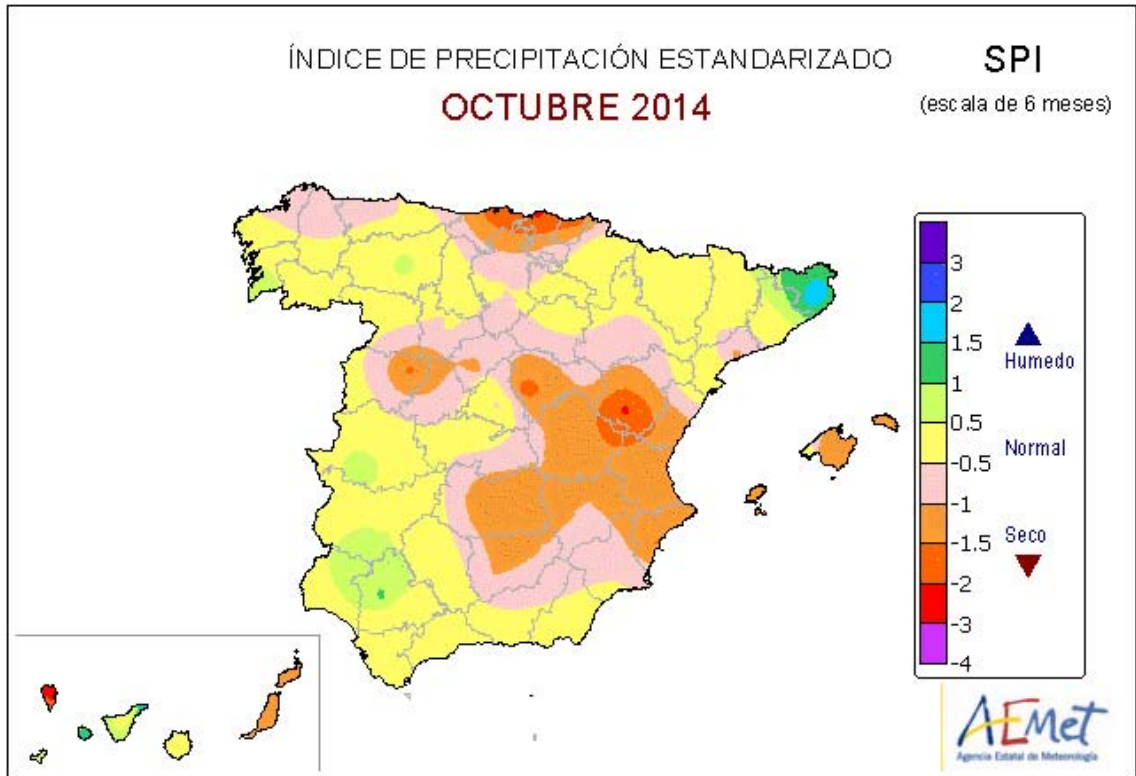 ÍNDICE DE PRECIPITACIÓN ESTANDARIZADO
OCTUBRE 2014
SPI
(escala de 6 meses)
3
2
1.5
1
0.5
-0.5
-1
-1.5
-2
-3
-4
Humedo
Normal
Seco
AEMet
Agencia Estatal de Meteorología